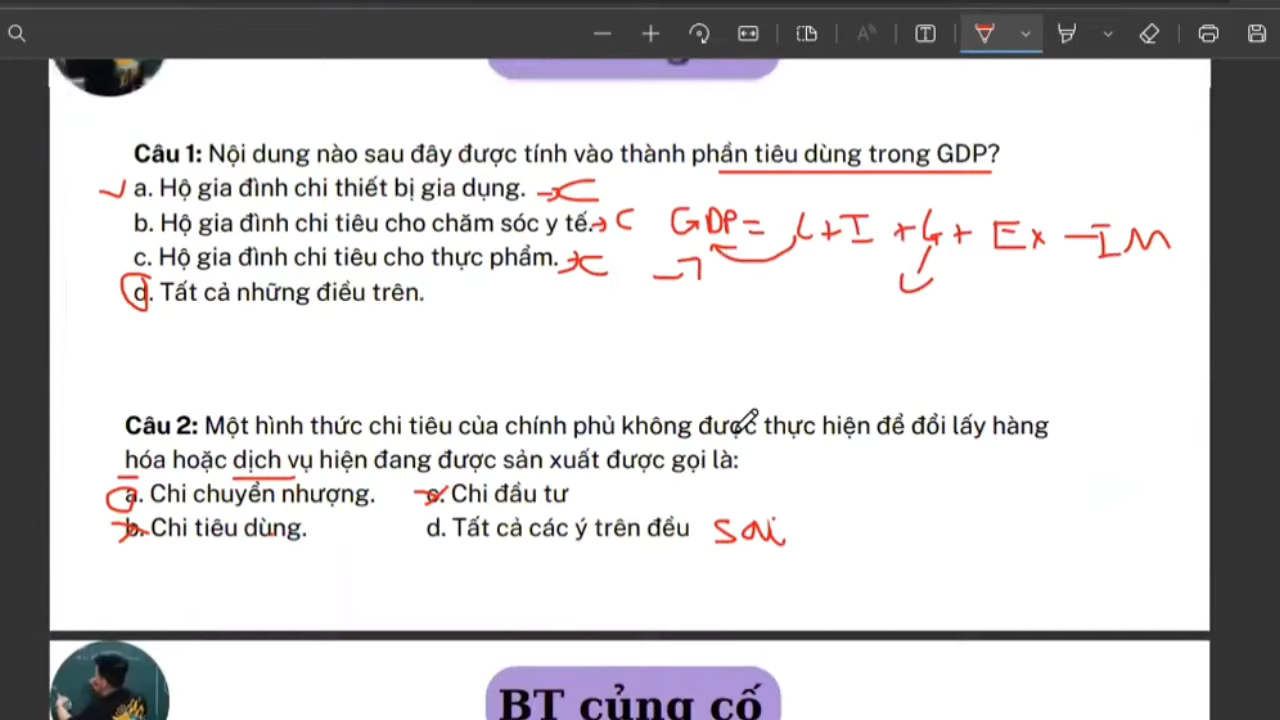 Câu 1: Nội dung nào sau đây được tính vào thành phần tiêu dùng trong GDP?
a. Hộ gia đình chi thiết bị gia dụng. → C
b. Hộ gia đình chi tiêu cho chăm sóc y tế. → C
GDP = C + I + G + Ex - IM
c. Hộ gia đình chi tiêu cho thực phẩm. → C
d. Tất cả những điều trên.
Câu 2: Một hình thức chi tiêu của chính phủ không được thực hiện để đổi lấy hàng
hóa hoặc dịch vụ hiện đang được sản xuất được gọi là:
a. Chi chuyển nhượng. c. Chi đầu tư
b. Chi tiêu dùng. d. Tất cả các ý trên đều sai
BT củng cố